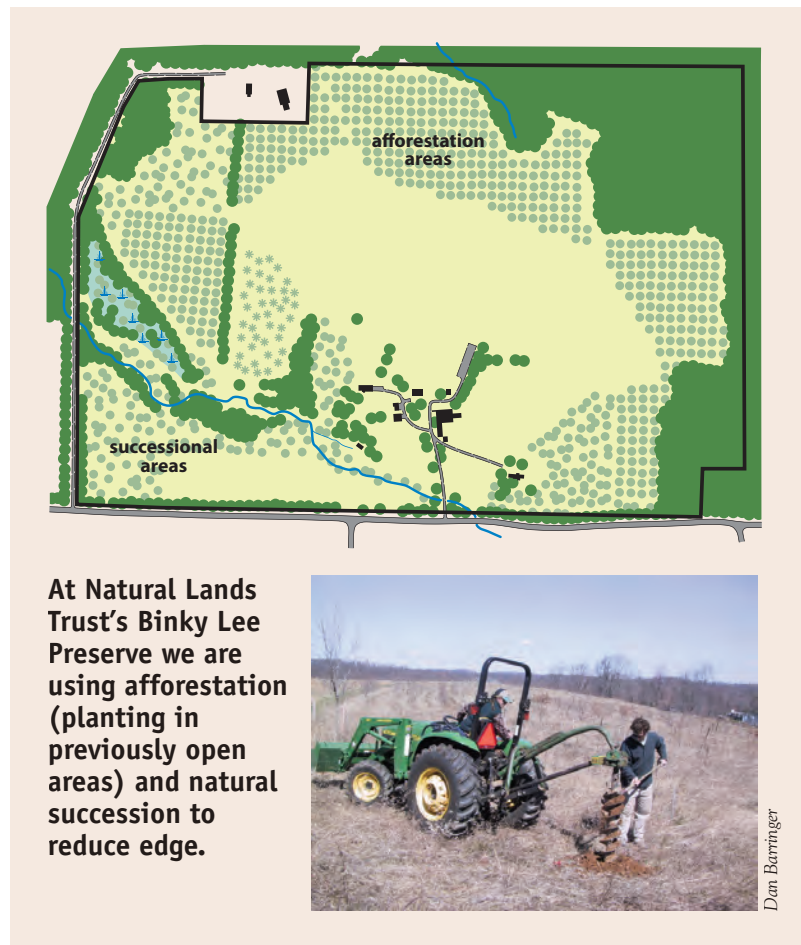 afforestation
areas
successional
areas
At Natural Lands
Trust's Binky Lee
Preserve we are
using afforestation
(planting in
previously open
areas) and natural
succession to
reduce edge.
Dan Barringer